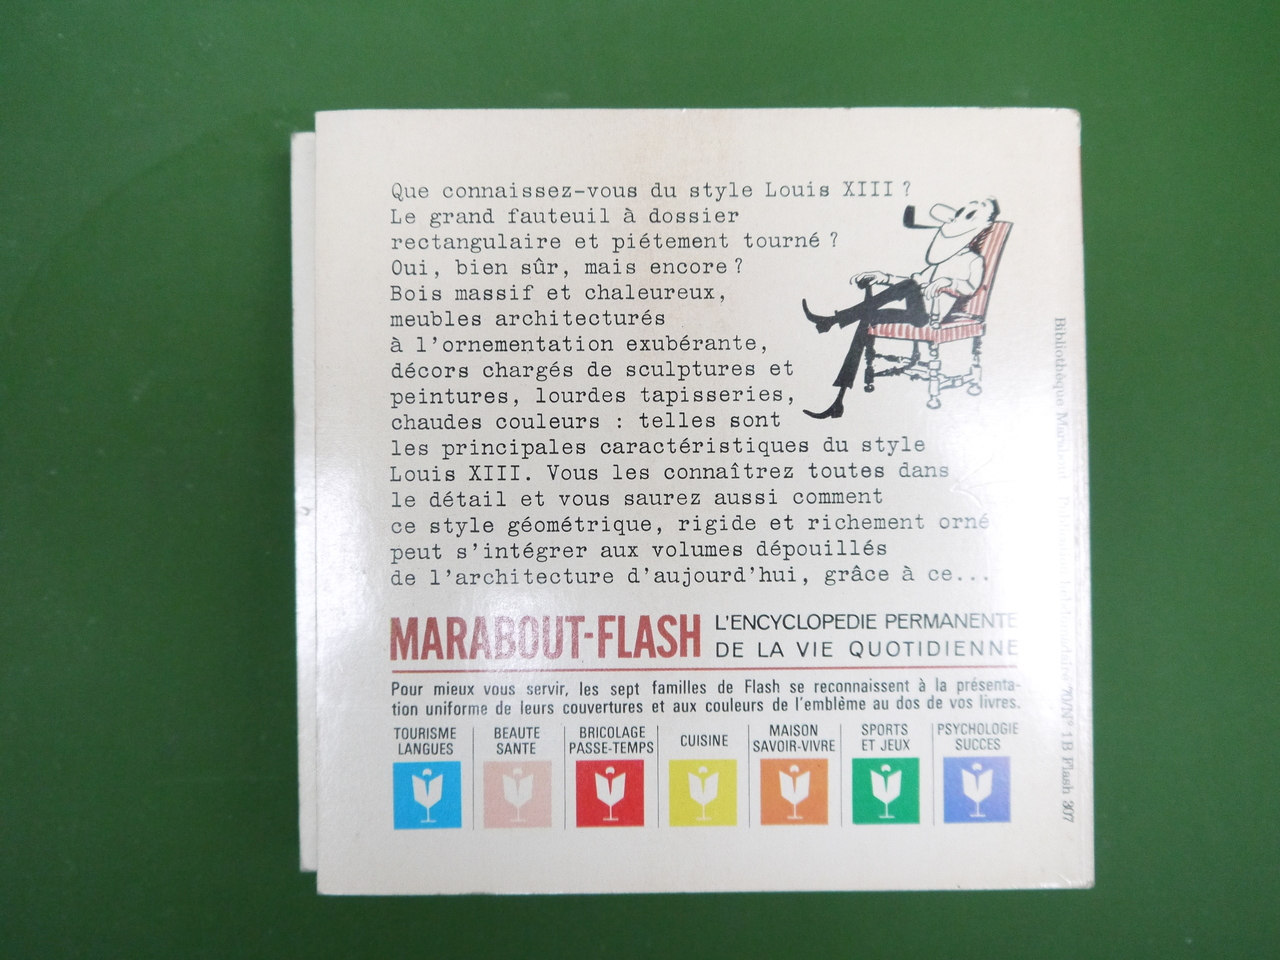 Que connaissez-vous du style Louis XIII ?
Le grand fauteuil à dossier
rectangulaire et piétement tourné ?
Oui, bien sûr, mais encore ?
Bois massif et chaleureux,
meubles architecturés
à l'ornementation exubérante,
décors chargés de sculptures et
peintures, lourdes tapisseries,
chaudes couleurs : telles sont
les principales caractéristiques du style
Louis XIII. Vous les connaîtrez toutes dans
le détail et vous saurez aussi comment
ce style géométrique, rigide et richement orné
peut s'intégrer aux volumes dépouillés
de l'architecture d'aujourd'hui, grâce à ce...
MARABOUT-FLASH
L'ENCYCLOPEDIE PERMANENTE
DE LA VIE QUOTIDIENNE
Pour mieux vous servir, les sept familles de Flash se reconnaissent à la présenta-
tion uniforme de leurs couvertures et aux couleurs de l'emblème au dos de vos livres.
TOURISME
LANGUES
BEAUTE
SANTE
BRICOLAGE
PASSE-TEMPS
CUISINE
MAISON
SAVOIR-VIVRE
SPORTS
ET JEUX
PSYCHOLOGIE
SUCCES
Bibliothèque Marabout 70/N° 1 B Flash 307